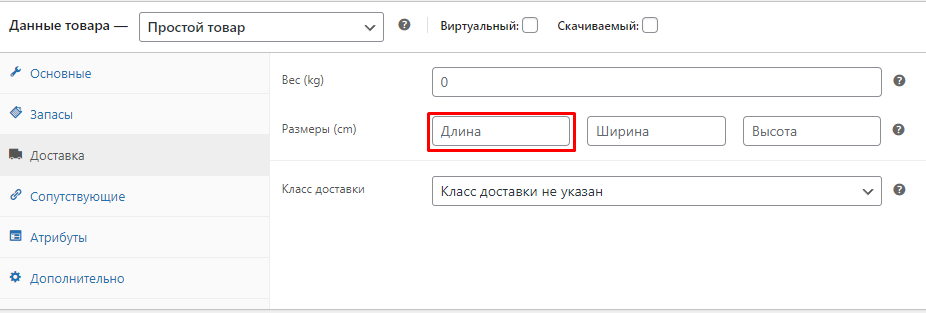 Данные товара — Простой товар Виртуальный: Скачиваемый:
Основные
Запасы
Доставка
Сопутствующие
Атрибуты
Дополнительно
Вес (kg) 0
Размеры (cm) Длина Ширина Высота
Класс доставки Класс доставки не указан